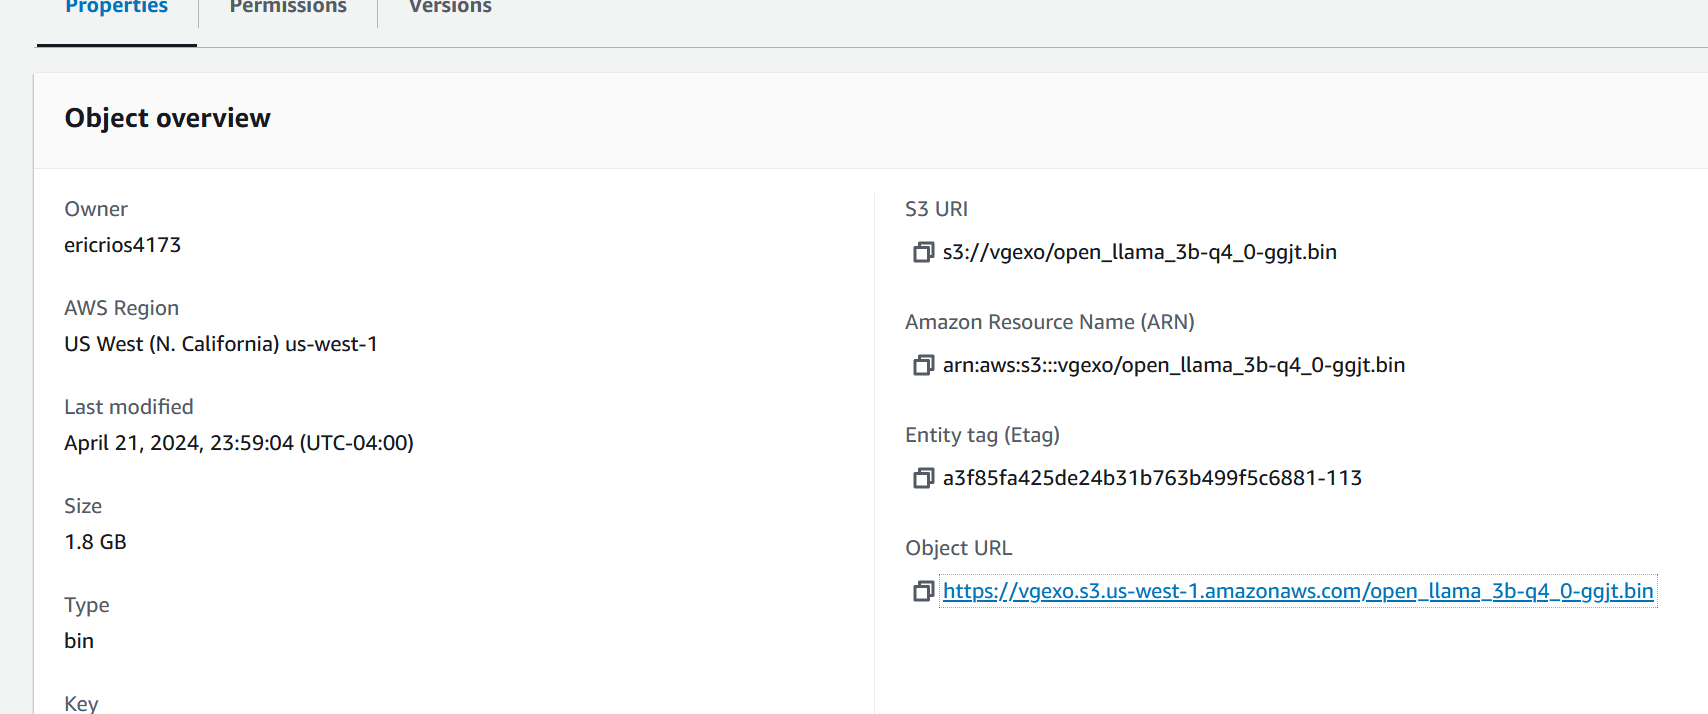 Properties
Permissions
Versions
Object overview
Owner
ericrios4173
AWS Region
US West (N. California) us-west-1
Last modified
April 21, 2024, 23:59:04 (UTC-04:00)
Size
1.8 GB
Type
bin
Key
S3 URI
s3://vgexo/open_llama_3b-q4_0-ggjt.bin
Amazon Resource Name (ARN)
arn:aws:s3:::vgexo/open_llama_3b-q4_0-ggjt.bin
Entity tag (Etag)
a3f85fa425de24b31b763b499f5c6881-113
Object URL
https://vgexo.s3.us-west-1.amazonaws.com/open_llama_3b-q4_0-ggjt.bin